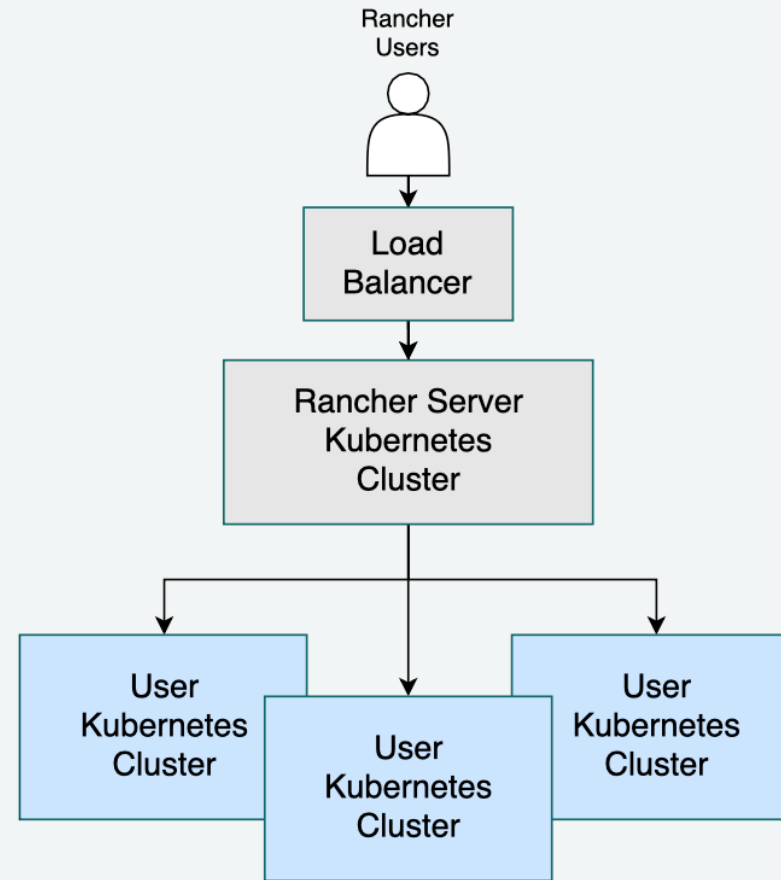 Rancher
Users
Load
Balancer
Rancher Server
Kubernetes
Cluster
User
Kubernetes
Cluster
User
Kubernetes
Cluster
User
Kubernetes
Cluster